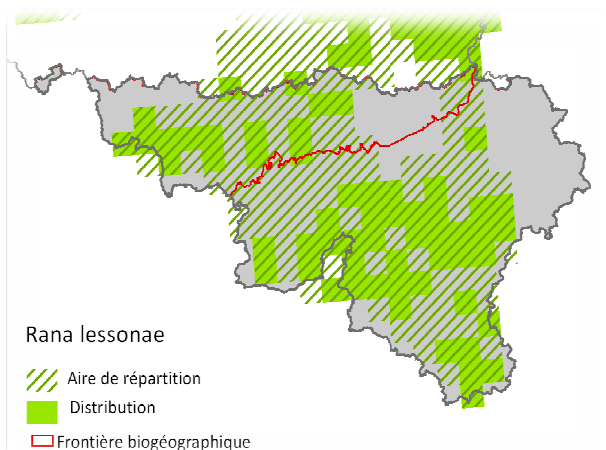 Rana lessonae
Aire de répartition
Distribution
Frontière biogéographique